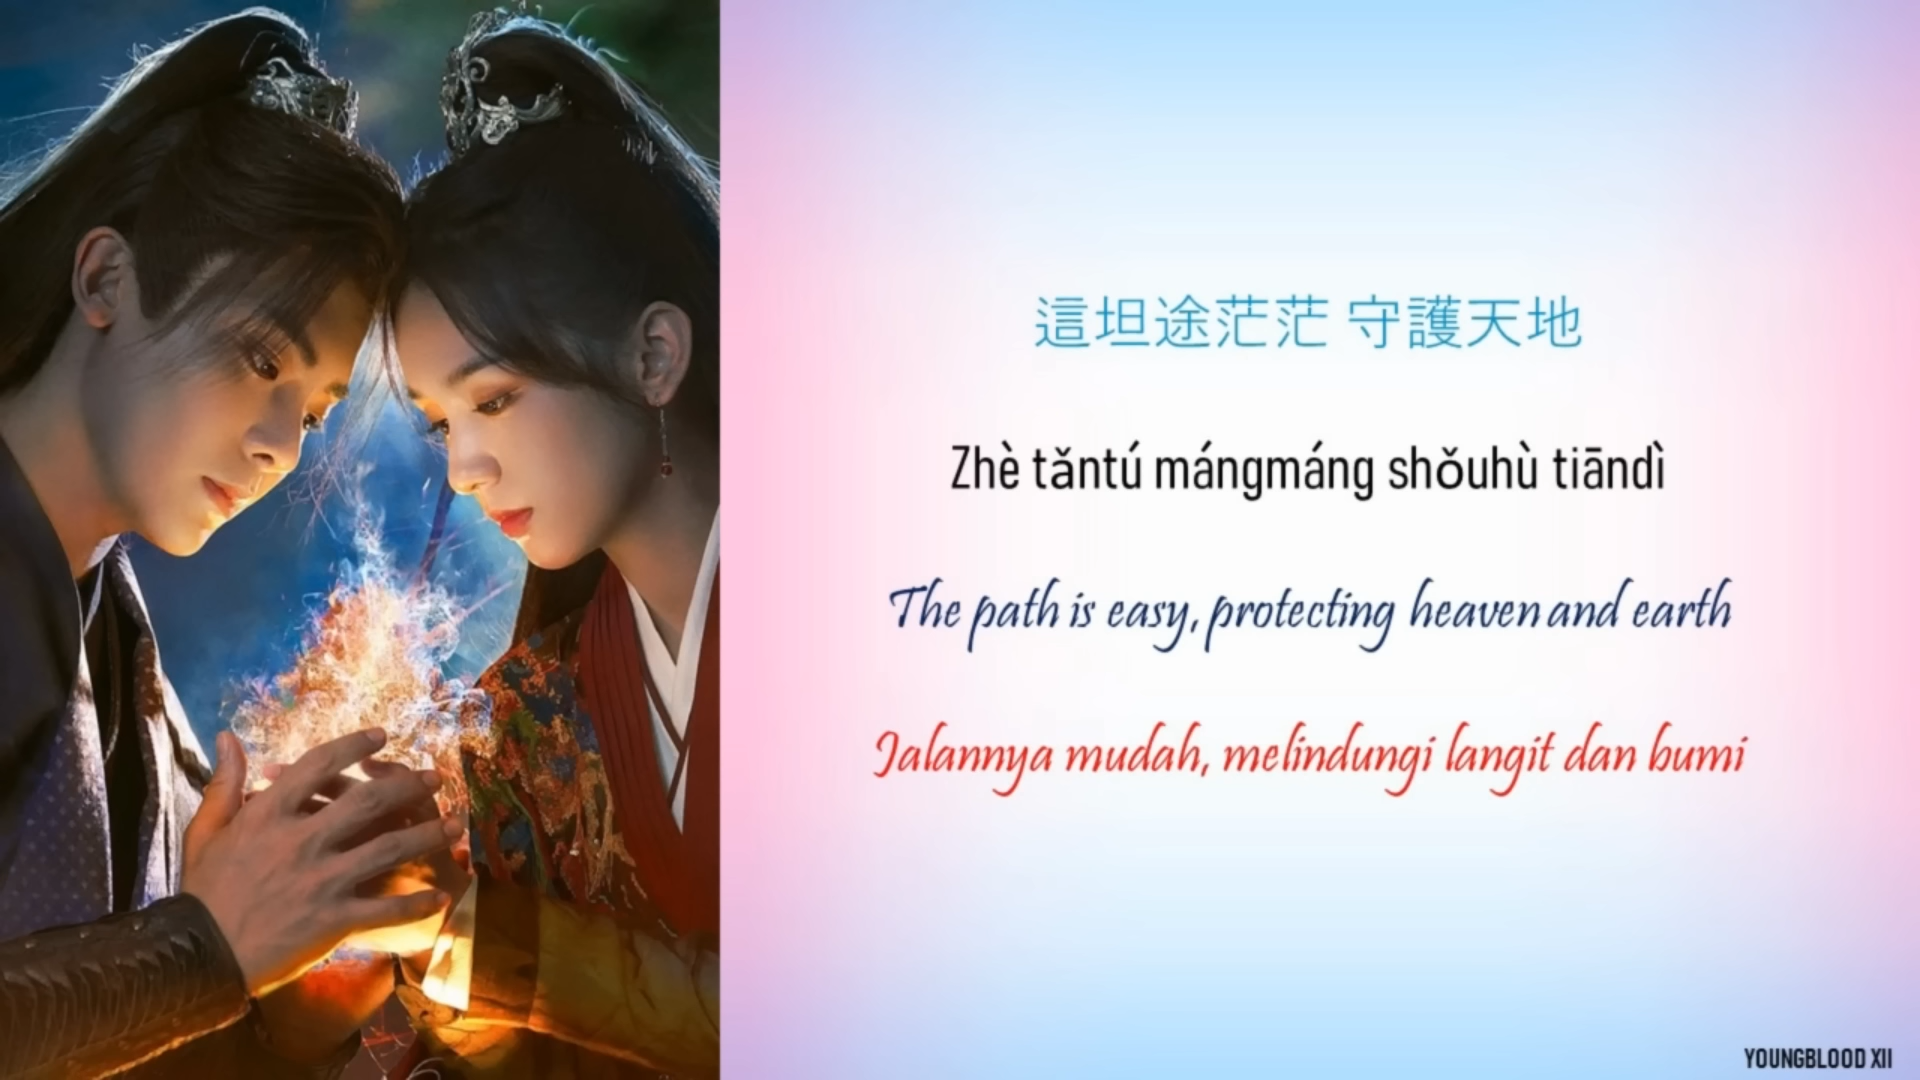 這坦途茫茫 守護天地
Zhè tǎntú mángmáng shǒuhù tiāndì
The path is easy, protecting heaven and earth
Jalannya mudah, melindungi langit dan bumi
YOUNGBLOOD XII